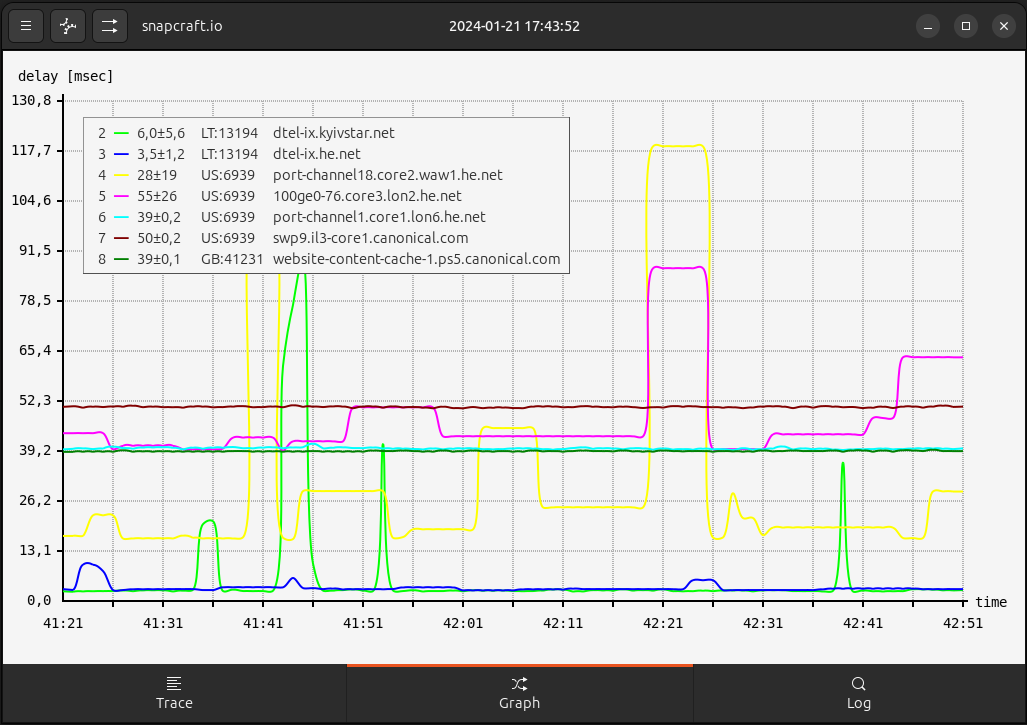 snapcraft.io 2024-01-21 17:43:52
delay [msec]
130,8
117,7
104,6
91,5
78,5
65,4
52,3
39,2
26,2
13,1
0,0
2 6,0±5,6 LT:13194 dtel-ix.kyivstar.net
3 3,5±1,2 LT:13194 dtel-ix.he.net
4 28±19 US:6939 port-channel18.core2.waw1.he.net
5 55±26 US:6939 100ge0-76.core3.lon2.he.net
6 39±0,2 US:6939 port-channel1.core1.lon6.he.net
7 50±0,2 US:6939 swp9.il3-core1.canonical.com
8 39±0,1 GB:41231 website-content-cache-1.ps5.canonical.com
time
41:21 41:31 41:41 41:51 42:01 42:11 42:21 42:31 42:41 42:51
Trace Graph Log